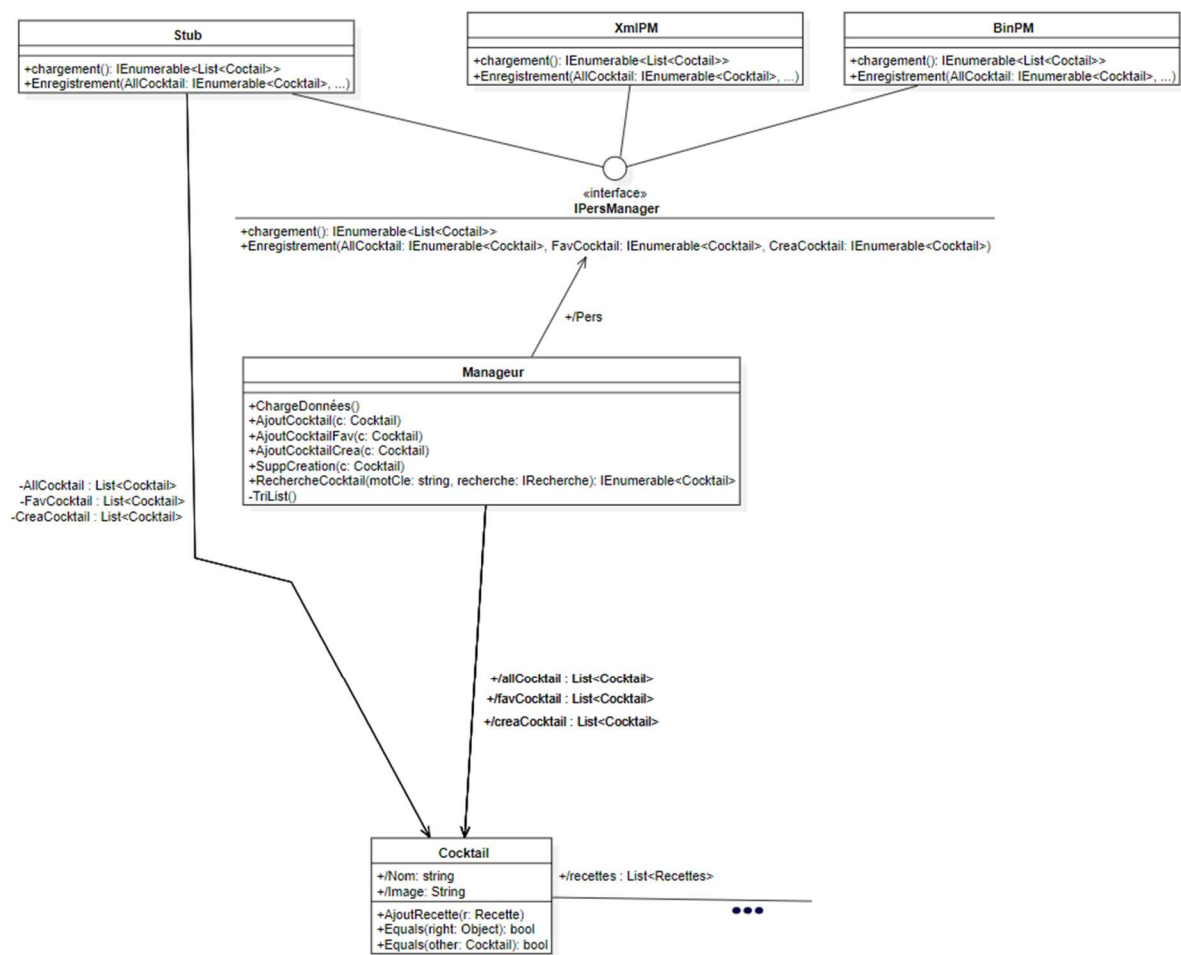 Stub
+chargement(): IEnumerable<List<Coctail>>
+Enregistrement(AllCocktail: IEnumerable<Cocktail>, ...)
XmlPM
+chargement(): IEnumerable<List<Coctail>>
+Enregistrement(AllCocktail: IEnumerable<Cocktail>, ...)
BinPM
+chargement(): IEnumerable<List<Coctail>>
+Enregistrement(AllCocktail: IEnumerable<Cocktail>, ...)
«interface»
IPersManager
+chargement(): IEnumerable<List<Coctail>>
+Enregistrement(AllCocktail: IEnumerable<Cocktail>, FavCocktail: IEnumerable<Cocktail>, CreaCocktail: IEnumerable<Cocktail>)
+/Pers
Manageur
+ChargeDonnées()
+AjoutCocktail(c: Cocktail)
+AjoutCocktailFav(c: Cocktail)
+AjoutCocktailCrea(c: Cocktail)
+SuppCreation(c: Cocktail)
+RechercheCocktail(motCle: string, recherche: IRecherche): IEnumerable<Cocktail>
-TriList()
-AllCocktail : List<Cocktail>
-FavCocktail : List<Cocktail>
-CreaCocktail : List<Cocktail>
+/allCocktail : List<Cocktail>
+/favCocktail : List<Cocktail>
+/creaCocktail : List<Cocktail>
Cocktail
+/Nom: string
+/Image: String
+AjoutRecette(r: Recette)
+Equals(right: Object): bool
+Equals(other: Cocktail): bool
+/recettes : List<Recettes>